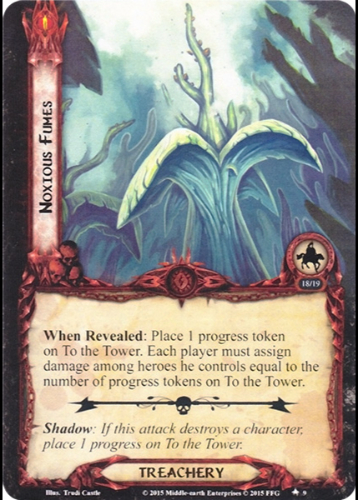 Noxious Fumes
18/19
When Revealed: Place 1 progress token
on To the Tower. Each player must assign
damage among heroes he controls equal to the
number of progress tokens on To the Tower.
Shadow: If this attack destroys a character,
place 1 progress on To the Tower.
TREACHERY
Illus. Trudi Castle © 2015 Middle-earth Enterprises © 2015 FFG 9